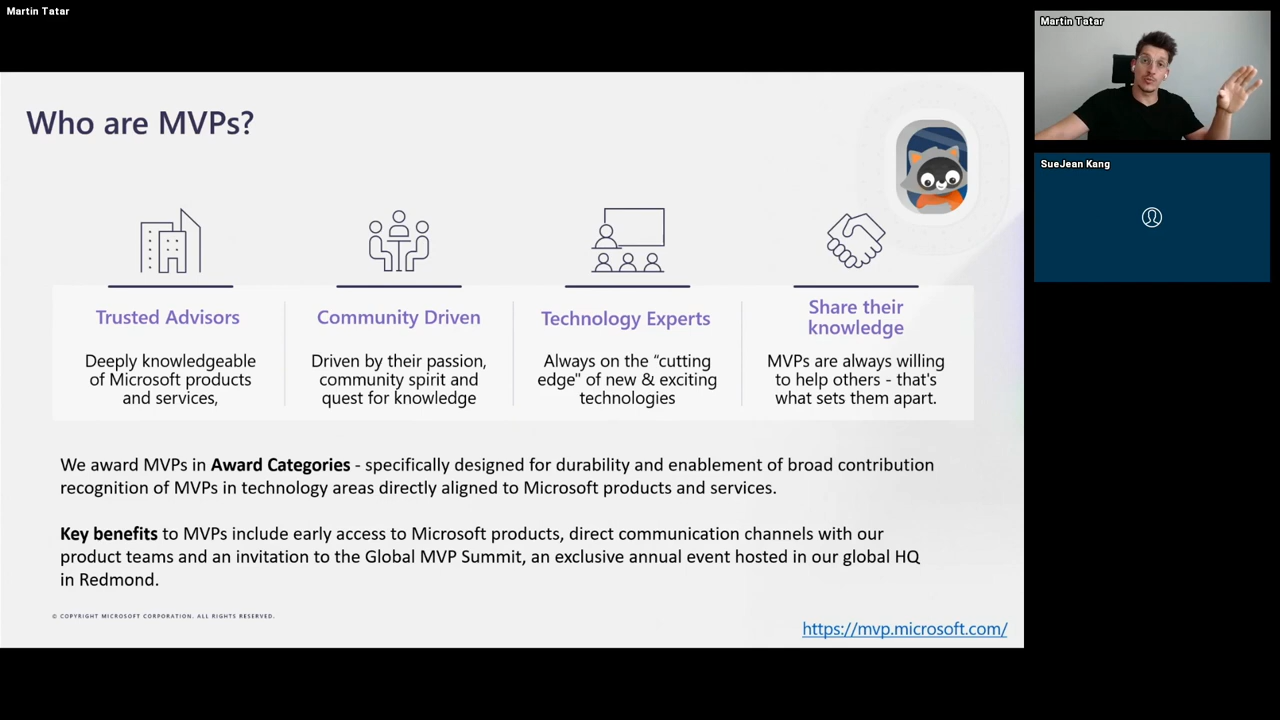 Martin Tatar
Who are MVPs?
Trusted Advisors
Deeply knowledgeable
of Microsoft products
and services,
Community Driven
Driven by their passion,
community spirit and
quest for knowledge
Technology Experts
Always on the “cutting
edge" of new & exciting
technologies
Share their
knowledge
MVPs are always willing
to help others - that's
what sets them apart.
We award MVPs in Award Categories - specifically designed for durability and enablement of broad contribution
recognition of MVPs in technology areas directly aligned to Microsoft products and services.
Key benefits to MVPs include early access to Microsoft products, direct communication channels with our
product teams and an invitation to the Global MVP Summit, an exclusive annual event hosted in our global HQ
in Redmond.
© COPYRIGHT MICROSOFT CORPORATION. ALL RIGHTS RESERVED.
https://mvp.microsoft.com/
Martin Tatar
SueJean Kang